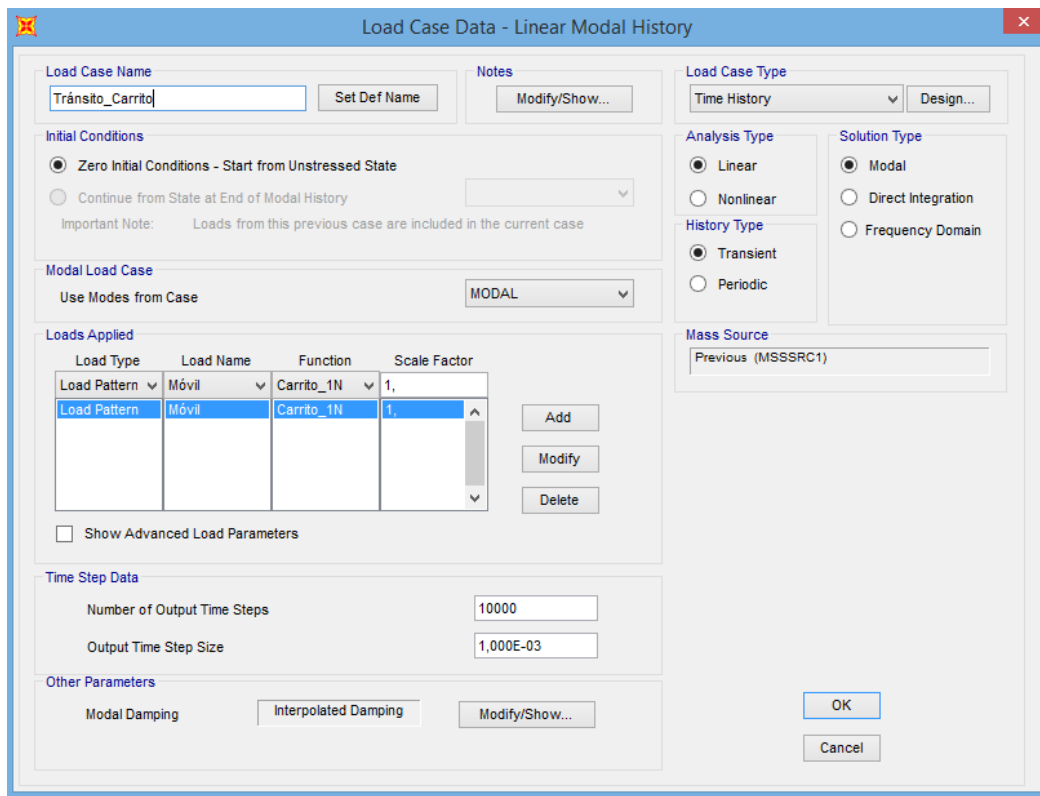 Load Case Data - Linear Modal History
Load Case Name
Tránsito_Carrito
Set Def Name
Notes
Modify/Show...
Load Case Type
Time History
Design...
Initial Conditions
Zero Initial Conditions - Start from Unstressed State
Continue from State at End of Modal History
Important Note: Loads from this previous case are included in the current case
Analysis Type
Linear
Nonlinear
Solution Type
Modal
Direct Integration
Frequency Domain
History Type
Transient
Periodic
Modal Load Case
Use Modes from Case
MODAL
Loads Applied
Load Type Load Name Function Scale Factor
Load Pattern Móvil Carrito_1N 1,
Load Pattern Móvil Carrito_1N 1,
Add
Modify
Delete
Show Advanced Load Parameters
Mass Source
Previous (MSSSRC1)
Time Step Data
Number of Output Time Steps 10000
Output Time Step Size 1,000E-03
Other Parameters
Modal Damping Interpolated Damping Modify/Show...
OK
Cancel